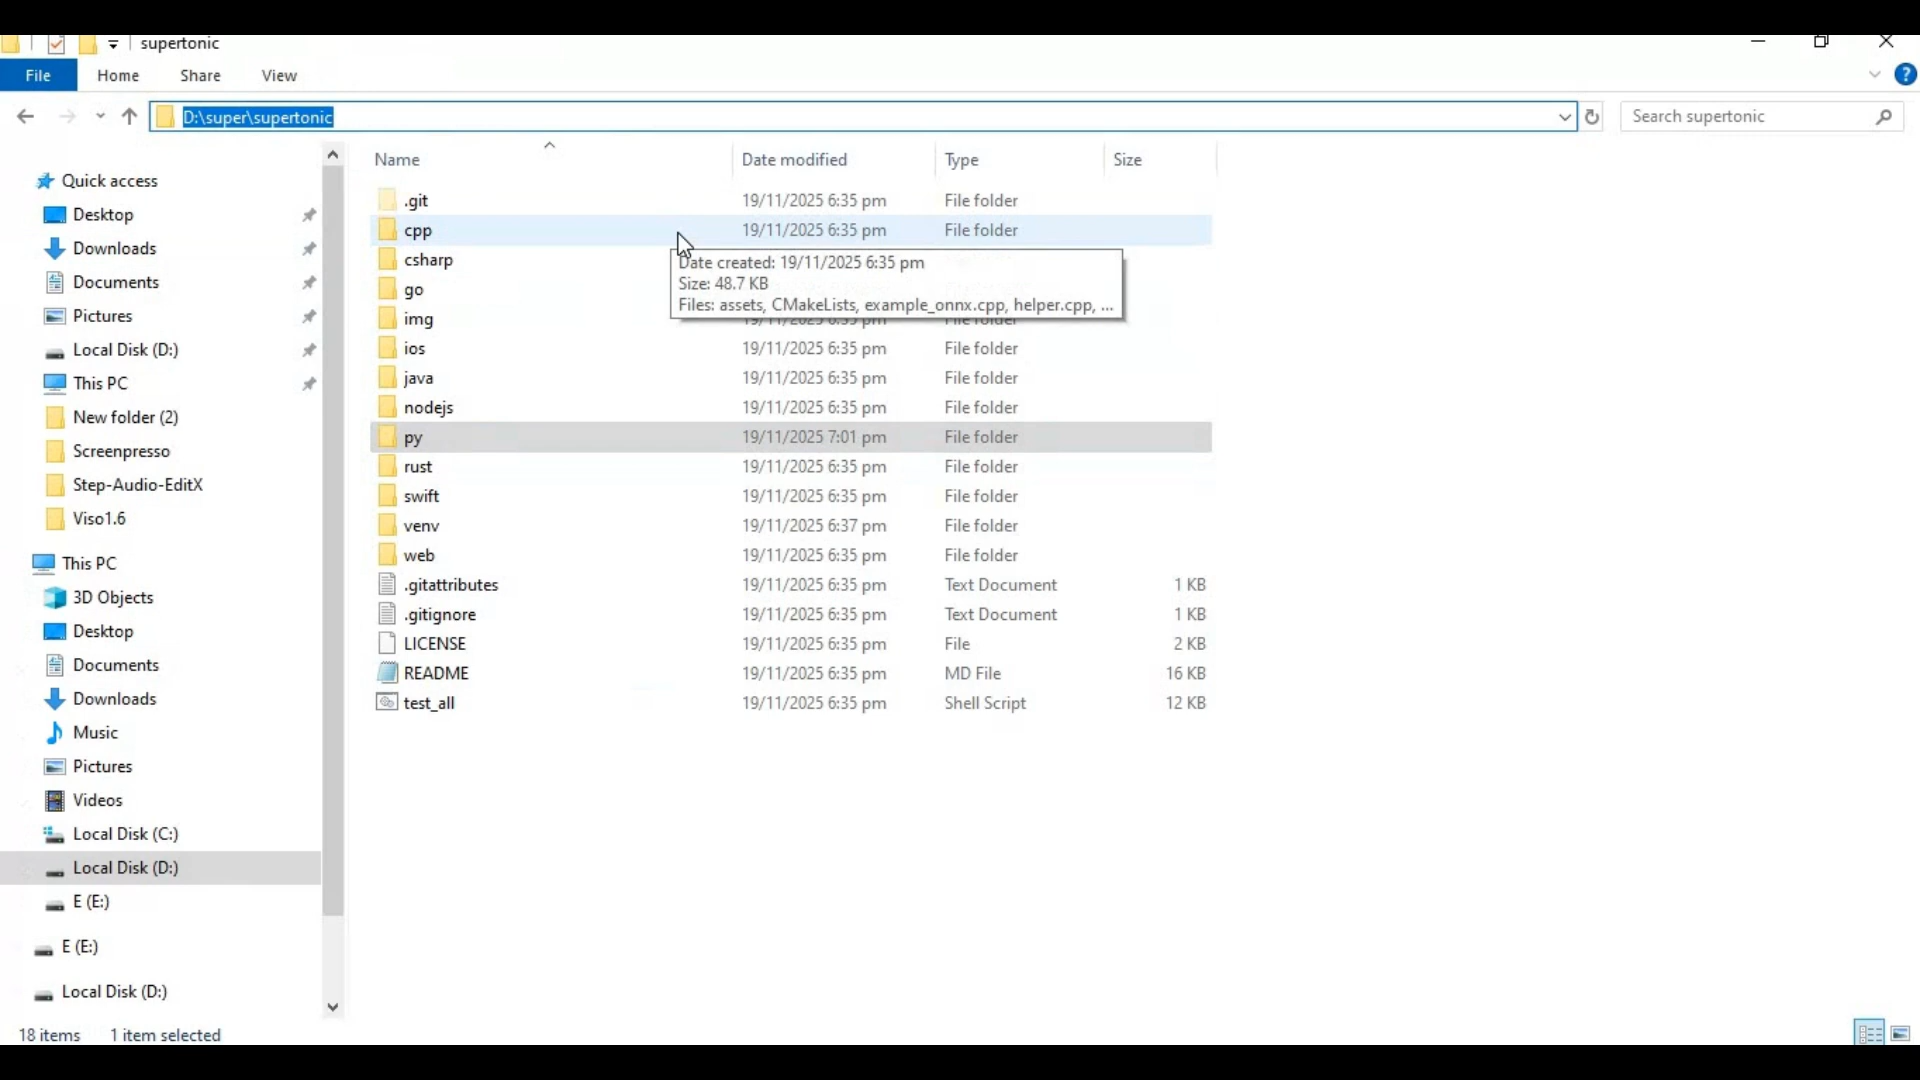 supertonic
File Home Share View
D:\super\supertonic
Search supertonic
Name Date modified Type Size
Quick access
Desktop
Downloads
Documents
Pictures
Local Disk (D:)
This PC
New folder (2)
Screenpresso
Step-Audio-EditX
Viso1.6
This PC
3D Objects
Desktop
Documents
Downloads
Music
Pictures
Videos
Local Disk (C:)
Local Disk (D:)
E (E:)
E (E:)
Local Disk (D:)
.git 19/11/2025 6:35 pm File folder
cpp 19/11/2025 6:35 pm File folder
csharp
go
img 19/11/2025 6:35 pm File folder
ios 19/11/2025 6:35 pm File folder
java 19/11/2025 6:35 pm File folder
nodejs 19/11/2025 6:35 pm File folder
py 19/11/2025 7:01 pm File folder
rust 19/11/2025 6:35 pm File folder
swift 19/11/2025 6:35 pm File folder
venv 19/11/2025 6:37 pm File folder
web 19/11/2025 6:35 pm File folder
.gitattributes 19/11/2025 6:35 pm Text Document 1 KB
.gitignore 19/11/2025 6:35 pm Text Document 1 KB
LICENSE 19/11/2025 6:35 pm File 2 KB
README 19/11/2025 6:35 pm MD File 16 KB
test_all 19/11/2025 6:35 pm Shell Script 12 KB
Date created: 19/11/2025 6:35 pm
Size: 48.7 KB
Files: assets, CMakeLists, example_onnx.cpp, helper.cpp, ...
18 items 1 item selected